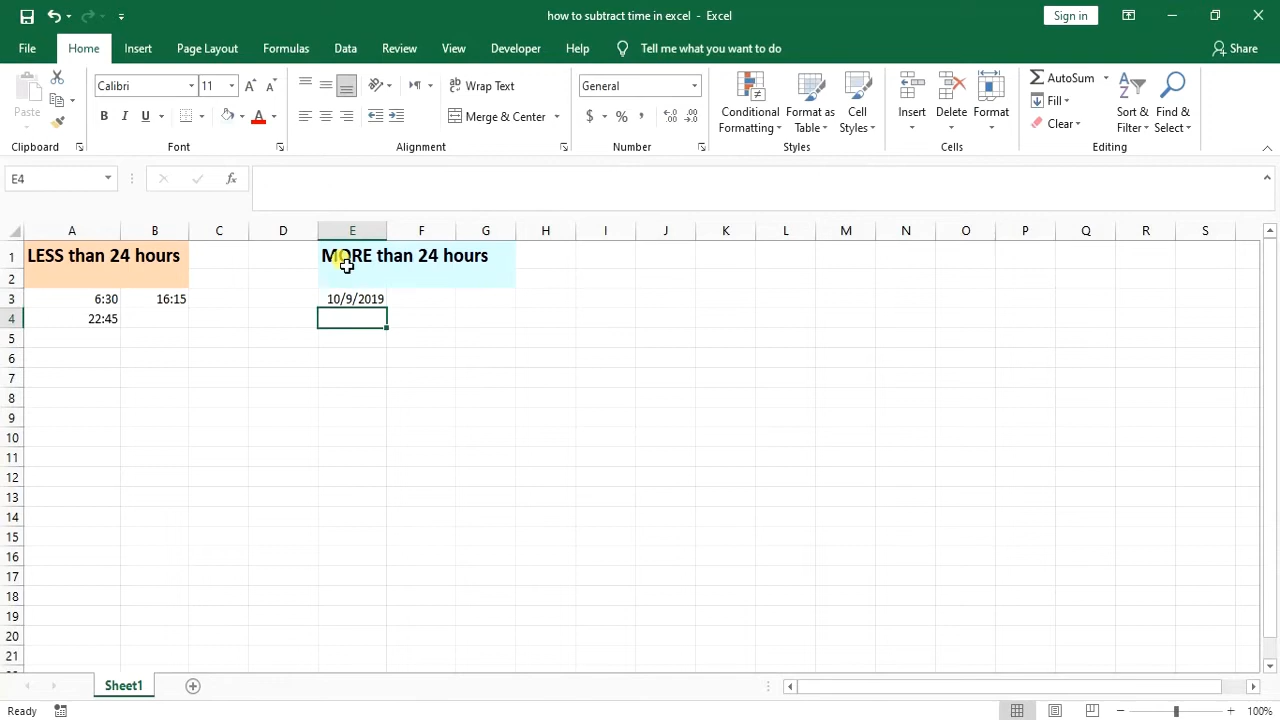 how to subtract time in excel - Excel
Sign in
File Home Insert Page Layout Formulas Data Review View Developer Help Tell me what you want to do Share
Paste
Calibri 11 A A
Wrap Text
General
B I U A
Merge & Center
$ % ,
Conditional Formatting
Format as Table
Cell Styles
Insert
Delete
Format
AutoSum
Fill
Clear
Sort & Filter
Find & Select
Clipboard Font Alignment Number Styles Cells Editing
E4 fx
A B C D E F G H I J K L M N O P Q R S
1 LESS than 24 hours MORE than 24 hours
2
3 6:30 16:15 10/9/2019
4 22:45
5
6
7
8
9
10
11
12
13
14
15
16
17
18
19
20
21
Sheet1
Ready 100%